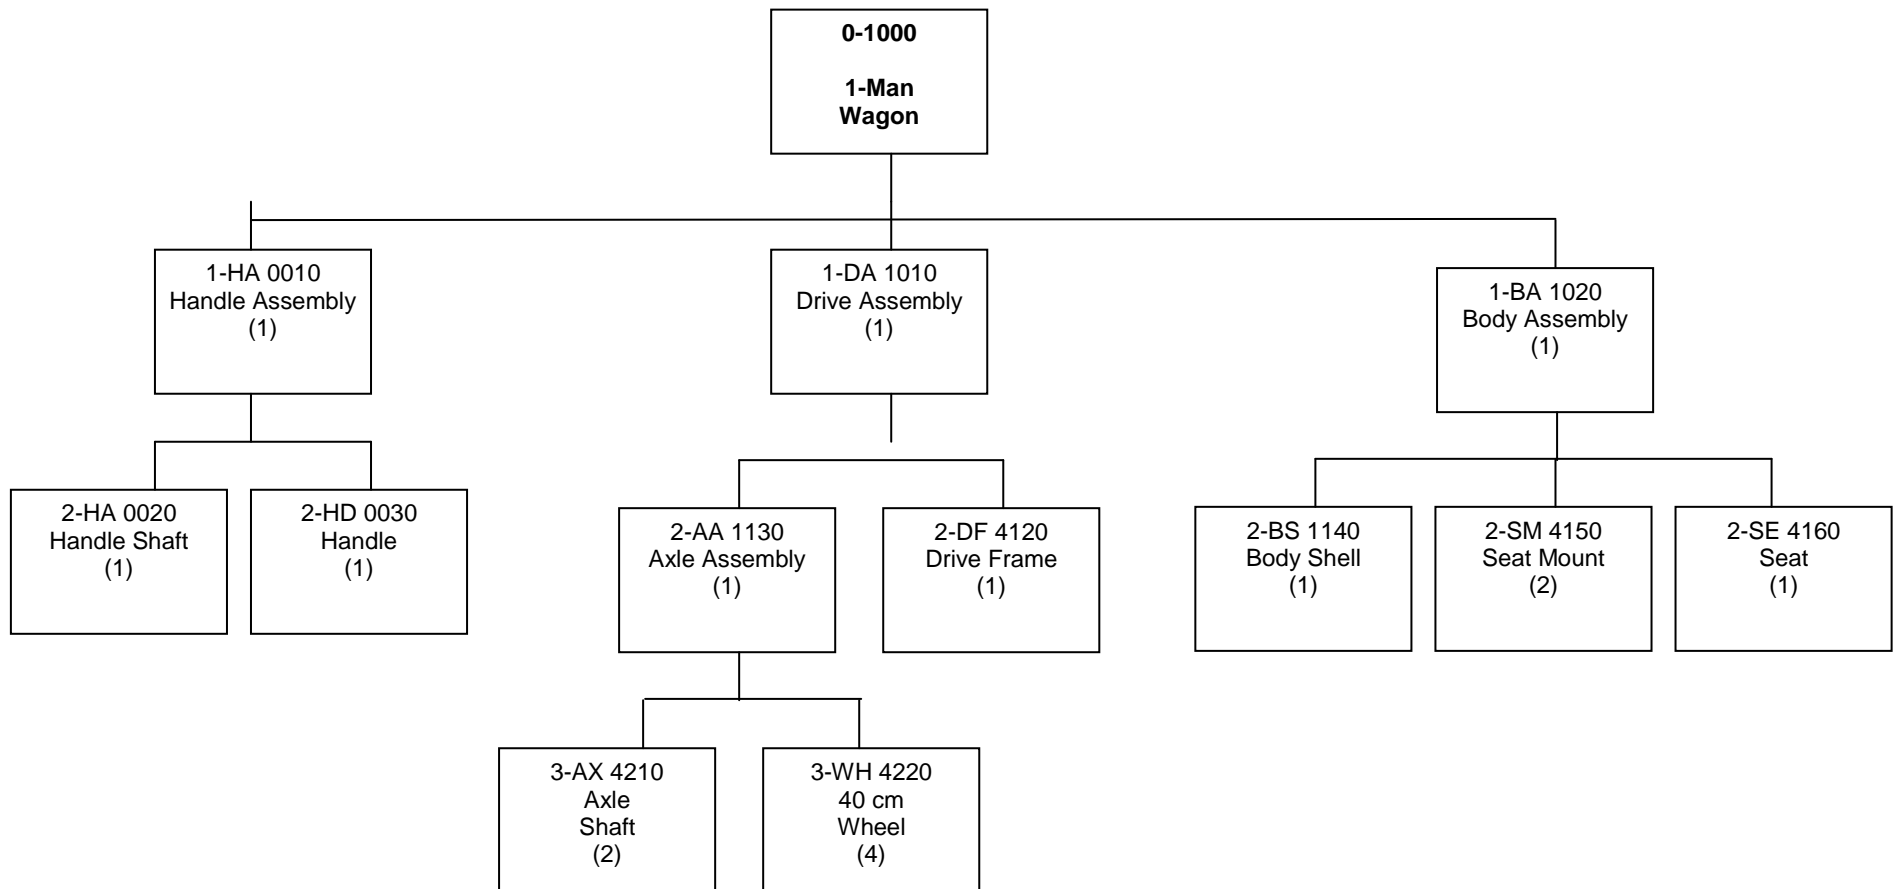 0-1000
1-Man
Wagon
1-HA 0010
Handle Assembly
(1)
1-DA 1010
Drive Assembly
(1)
1-BA 1020
Body Assembly
(1)
2-HA 0020
Handle Shaft
(1)
2-HD 0030
Handle
(1)
2-AA 1130
Axle Assembly
(1)
2-DF 4120
Drive Frame
(1)
2-BS 1140
Body Shell
(1)
2-SM 4150
Seat Mount
(2)
2-SE 4160
Seat
(1)
3-AX 4210
Axle
Shaft
(2)
3-WH 4220
40 cm
Wheel
(4)